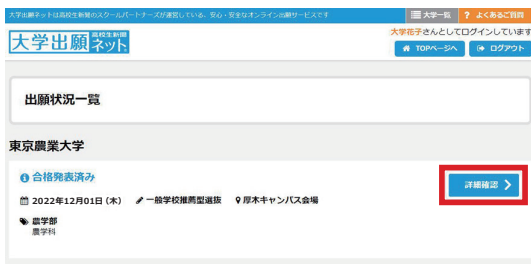 大学出願ネットは高校生新聞のスクールパートナーズが運営している、安心・安全なオンライン出願サービスです
大学一覧 ? よくあるご質問
大学出願 高校生新聞 ネット
大学花子さんとしてログインしています
TOPページへ ログアウト
出願状況一覧
東京農業大学
合格発表済み
詳細確認
2022年12月01日 (木) 一般学校推薦型選抜 厚木キャンパス会場
農学部
農学科